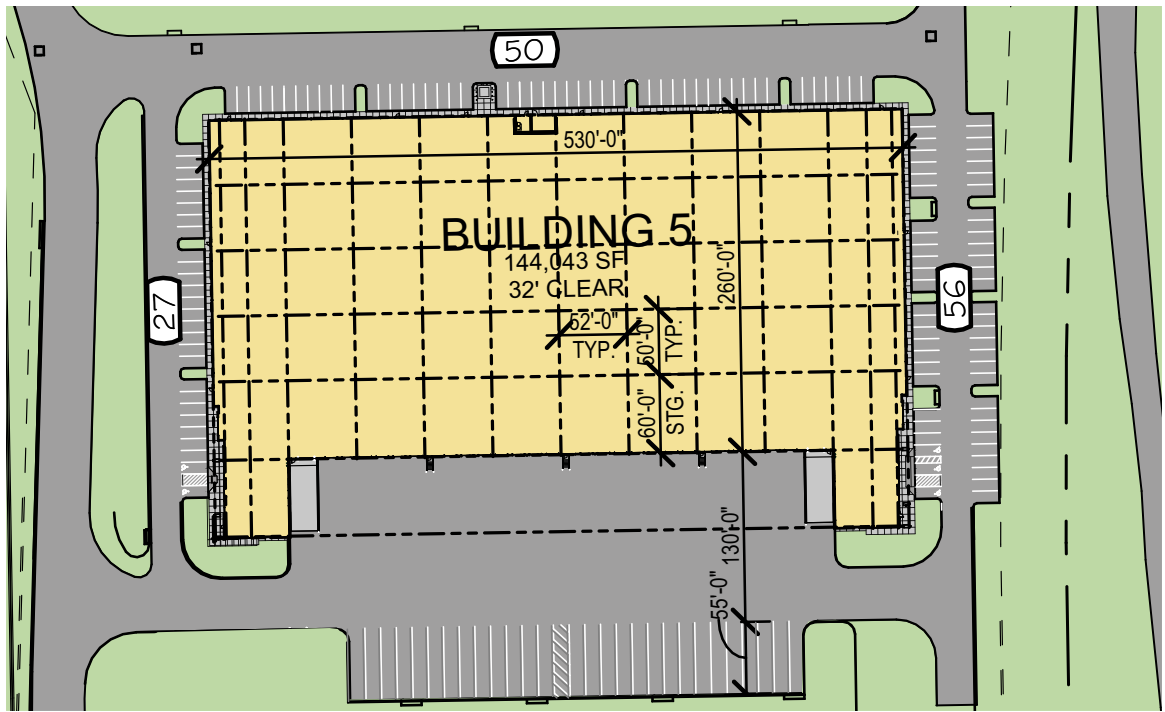 50
530'-0"
BUILDING 5
144,043 SF
32' CLEAR
260'-0"
52'-0"
TYP.
50'-0"
TYP.
60'-0"
STG.
27
56
130'-0"
55'-0"